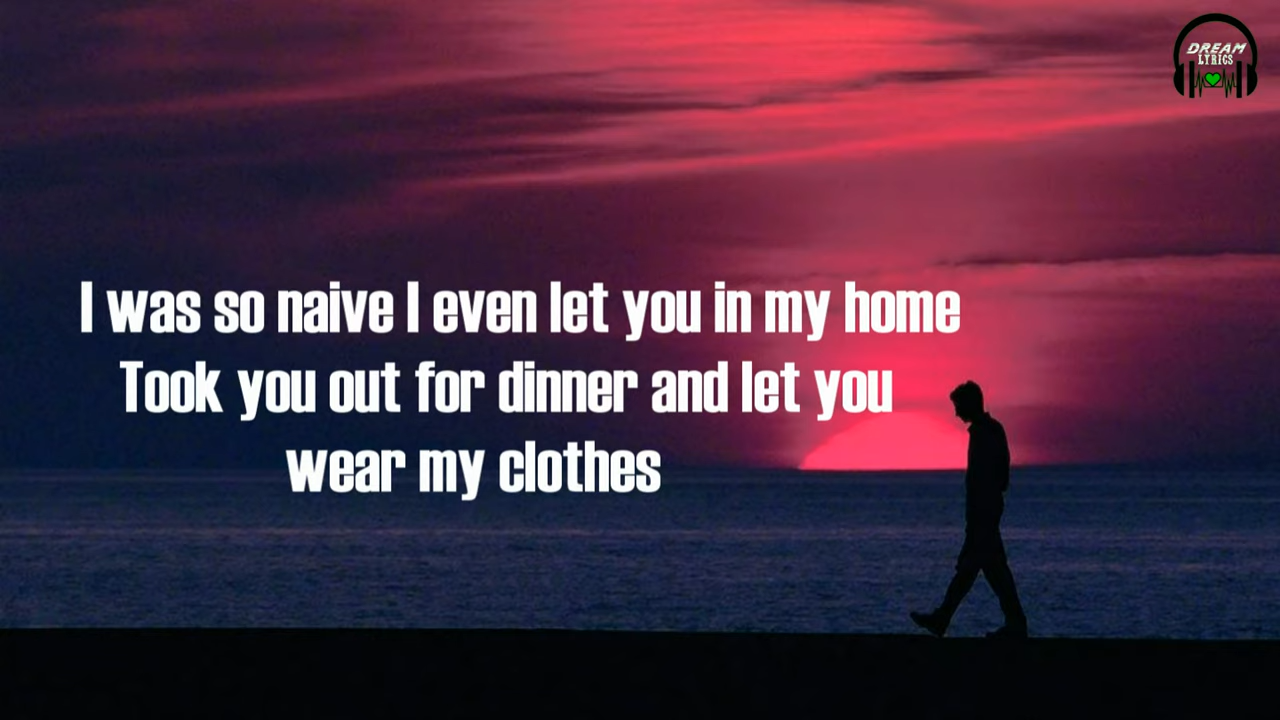 DREAM
LYRICS
I was so naive I even let you in my home
Took you out for dinner and let you
wear my clothes